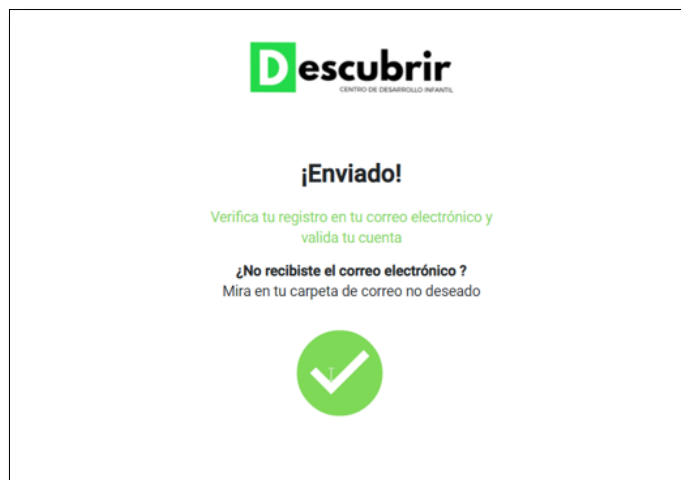 Descubrir
CENTRO DE DESARROLLO INFANTIL
¡Enviado!
Verifica tu registro en tu correo electrónico y
valida tu cuenta
¿No recibiste el correo electrónico ?
Mira en tu carpeta de correo no deseado